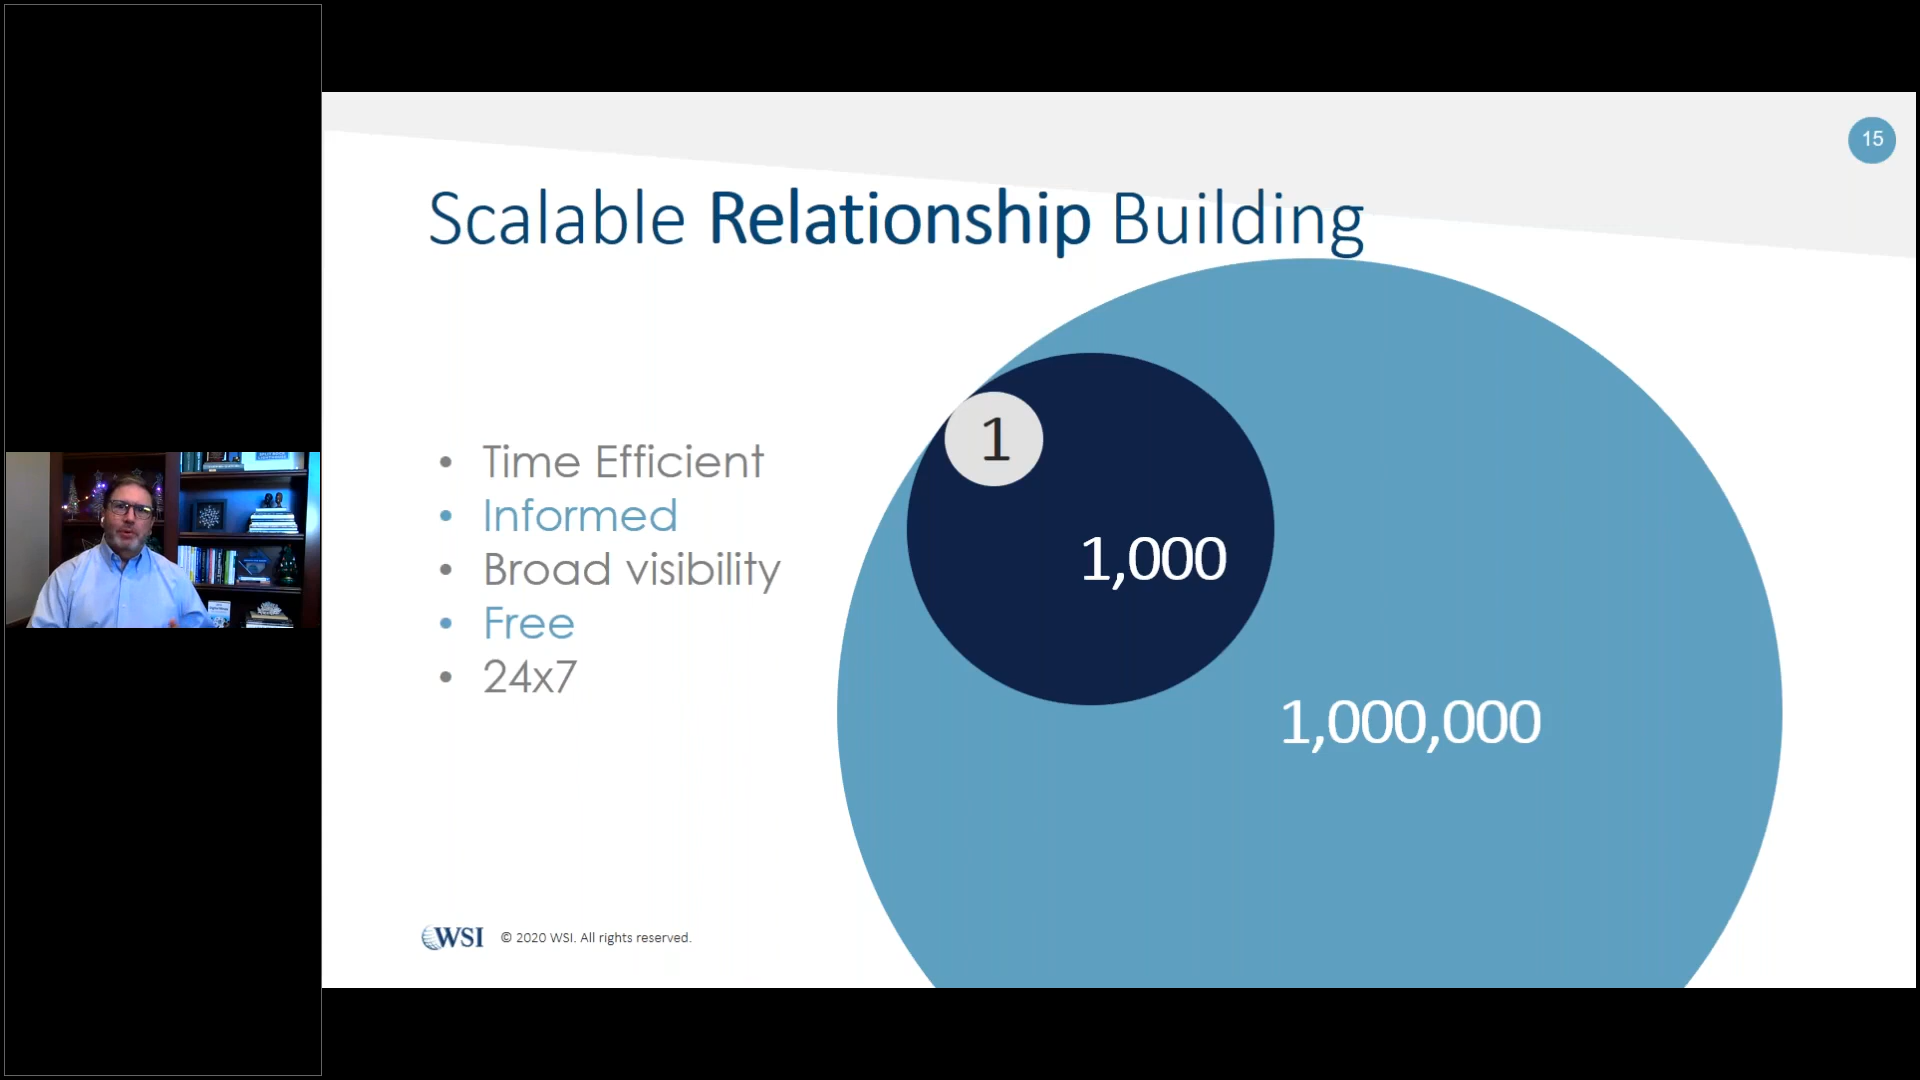 15
Scalable Relationship Building
• Time Efficient
• Informed
• Broad visibility
• Free
• 24x7
1
1,000
1,000,000
WSI © 2020 WSI. All rights reserved.